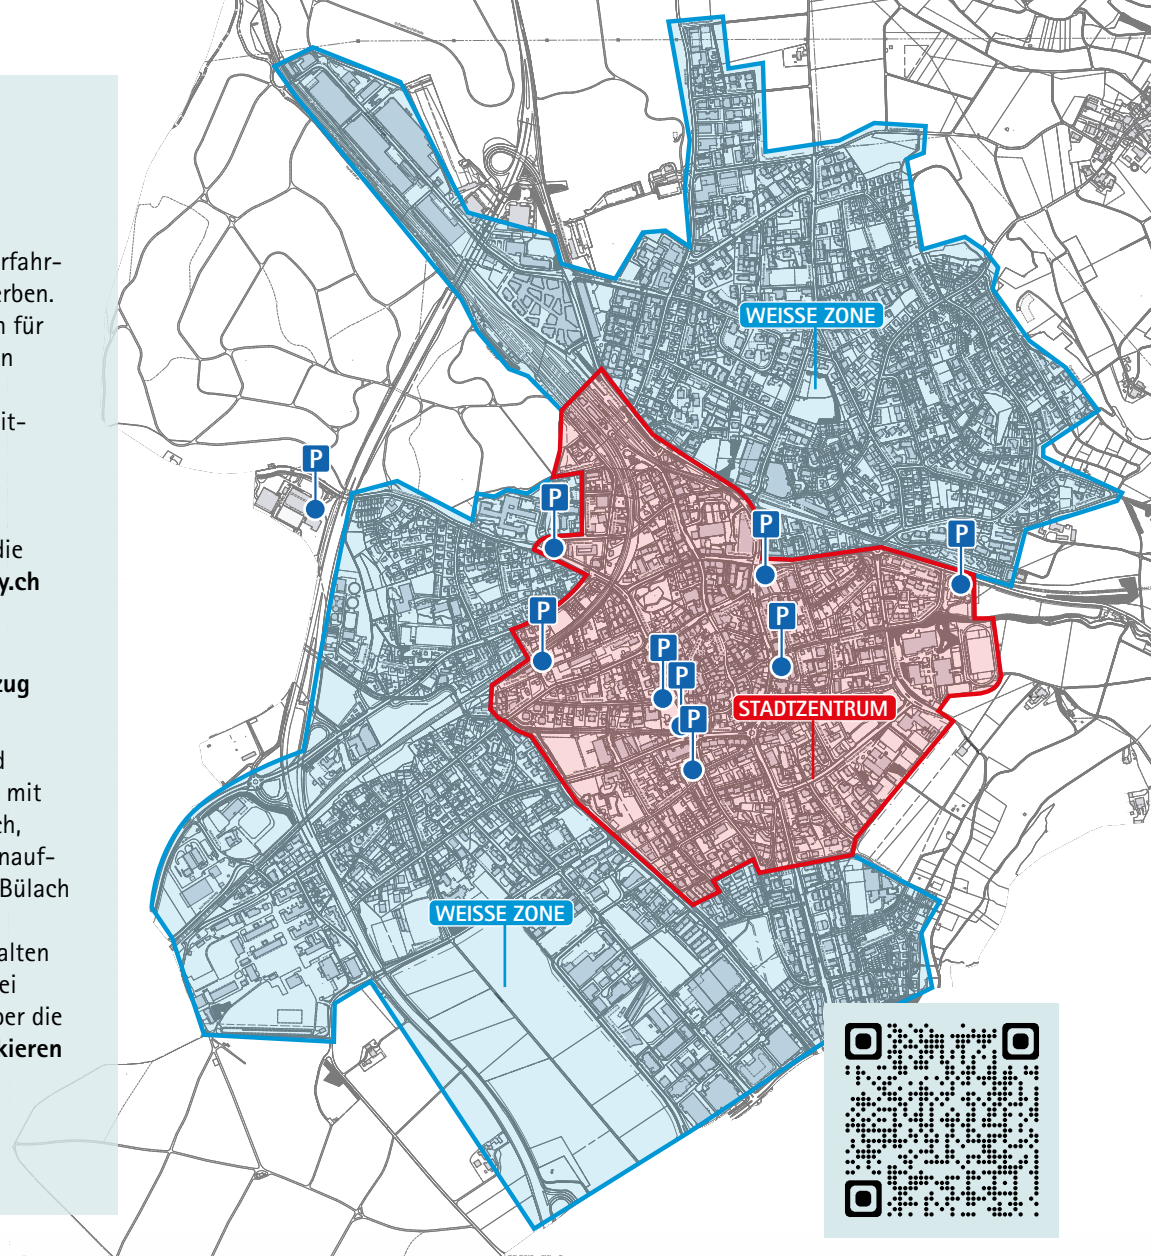 rfahr-
erben.
n für
n
it-
die
y.ch
zug
d
mit
ch,
nauf-
Bülach
alten
ei
ber die
kieren
WEISSE ZONE
P
P
P
P
P
P
P
P
P
STADTZENTRUM
WEISSE ZONE